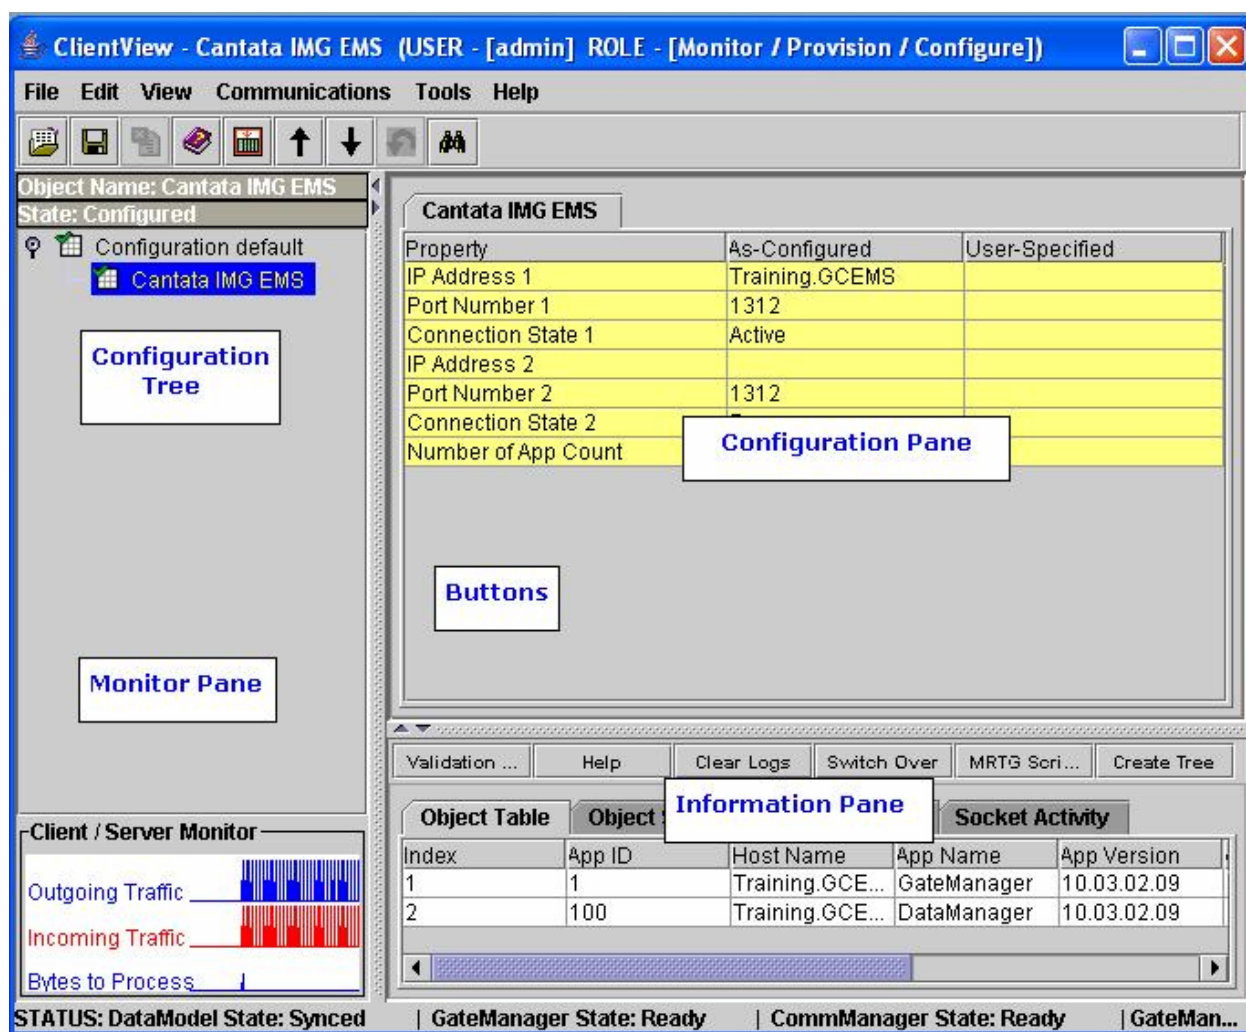 ClientView - Cantata IMG EMS (USER - [admin] ROLE - [Monitor / Provision / Configure])
File Edit View Communications Tools Help
Object Name: Cantata IMG EMS
State: Configured
Configuration default
Cantata IMG EMS
Configuration
Tree
Monitor Pane
Client / Server Monitor
Outgoing Traffic
Incoming Traffic
Bytes to Process
Cantata IMG EMS
Property As-Configured User-Specified
IP Address 1 Training.GCEMS
Port Number 1 1312
Connection State 1 Active
IP Address 2
Port Number 2 1312
Connection State 2
Number of App Count
Configuration Pane
Buttons
Validation ... Help Clear Logs Switch Over MRTG Scri... Create Tree
Information Pane
Object Table Object Socket Activity
Index App ID Host Name App Name App Version
1 1 Training.GCE... GateManager 10.03.02.09
2 100 Training.GCE... DataManager 10.03.02.09
STATUS: DataModel State: Synced | GateManager State: Ready | CommManager State: Ready | GateMan...